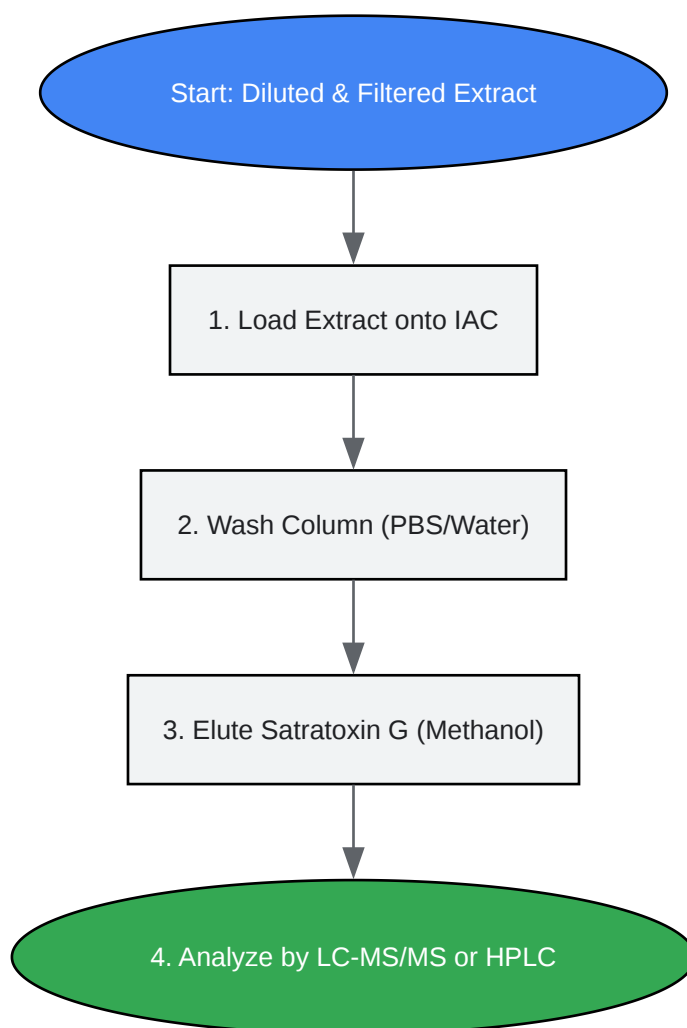 Start: Diluted & Filtered Extract
1. Load Extract onto IAC
2. Wash Column (PBS/Water)
3. Elute Satratoxin G (Methanol)
4. Analyze by LC-MS/MS or HPLC